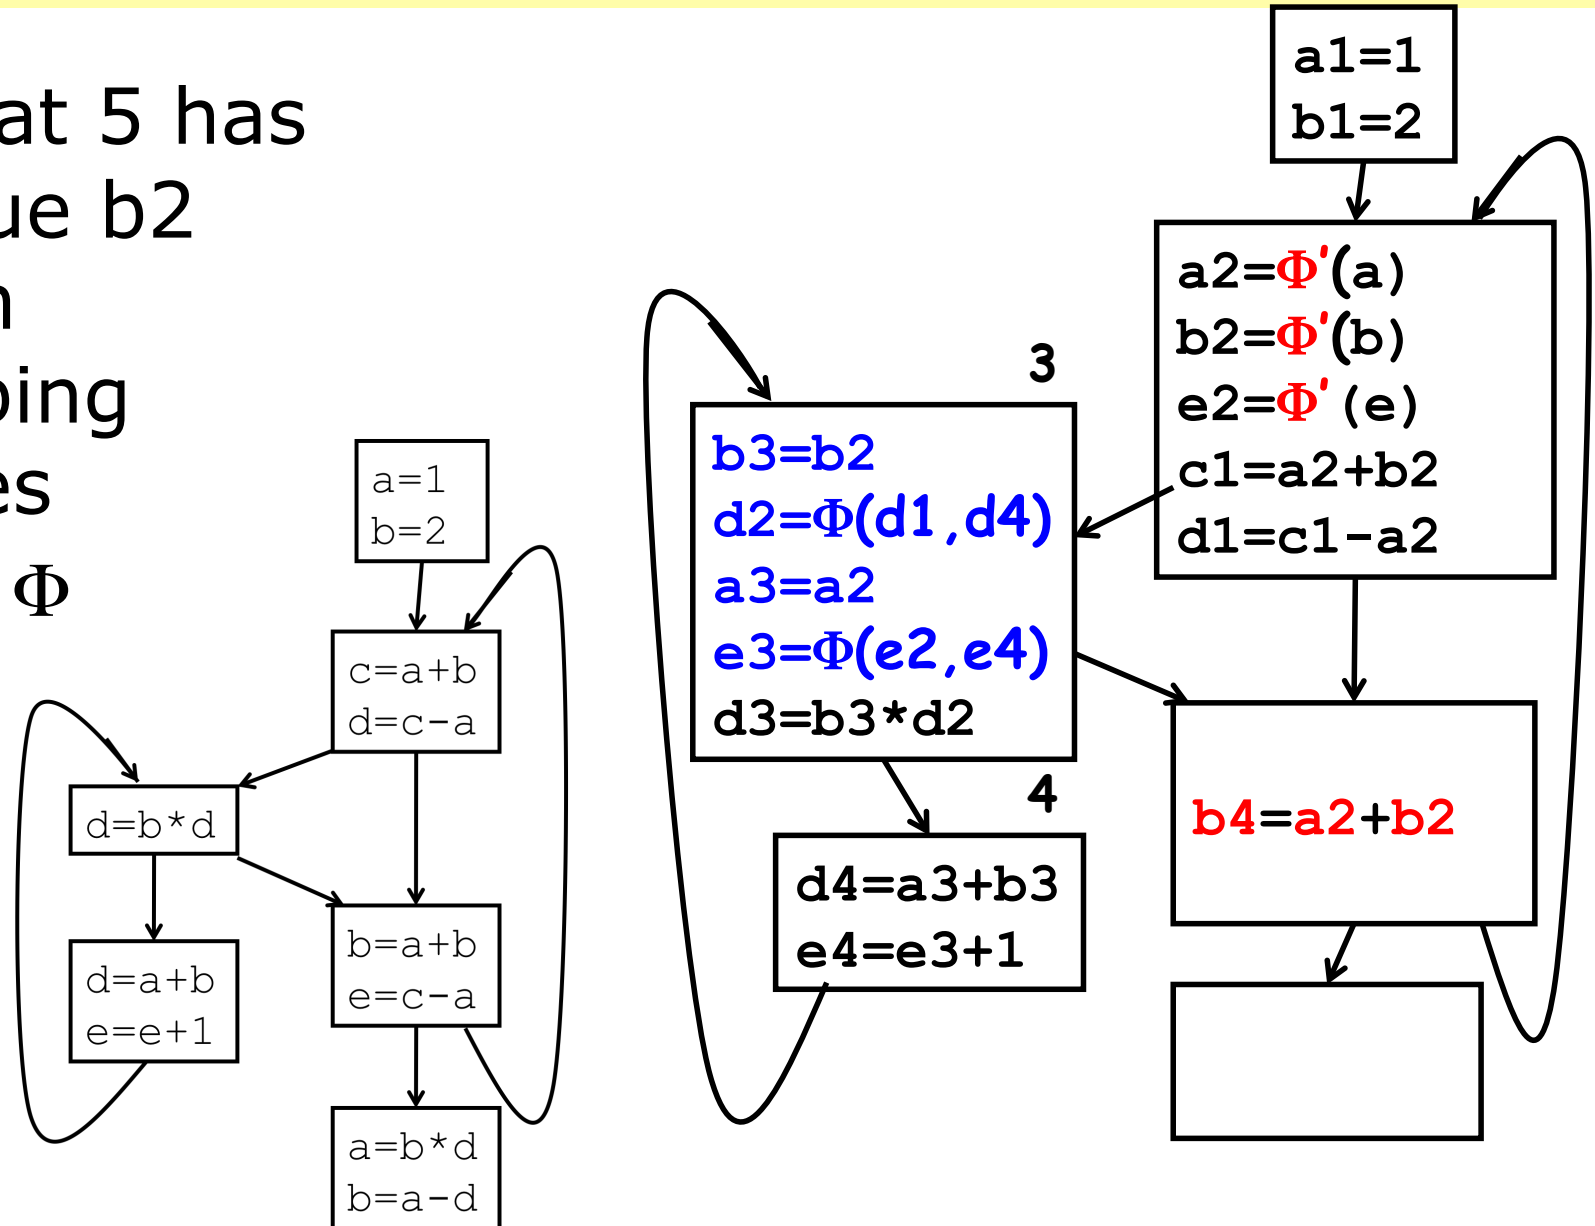 at 5 has
ue b2
n
ping
es
Φ
a=1
b=2
c=a+b
d=c-a
d=b*d
d=a+b
e=e+1
b=a+b
e=c-a
a=b*d
b=a-d
a1=1
b1=2
a2=Φ'(a)
b2=Φ'(b)
e2=Φ'(e)
c1=a2+b2
d1=c1-a2
3
b3=b2
d2=Φ(d1,d4)
a3=a2
e3=Φ(e2,e4)
d3=b3*d2
4
d4=a3+b3
e4=e3+1
b4=a2+b2